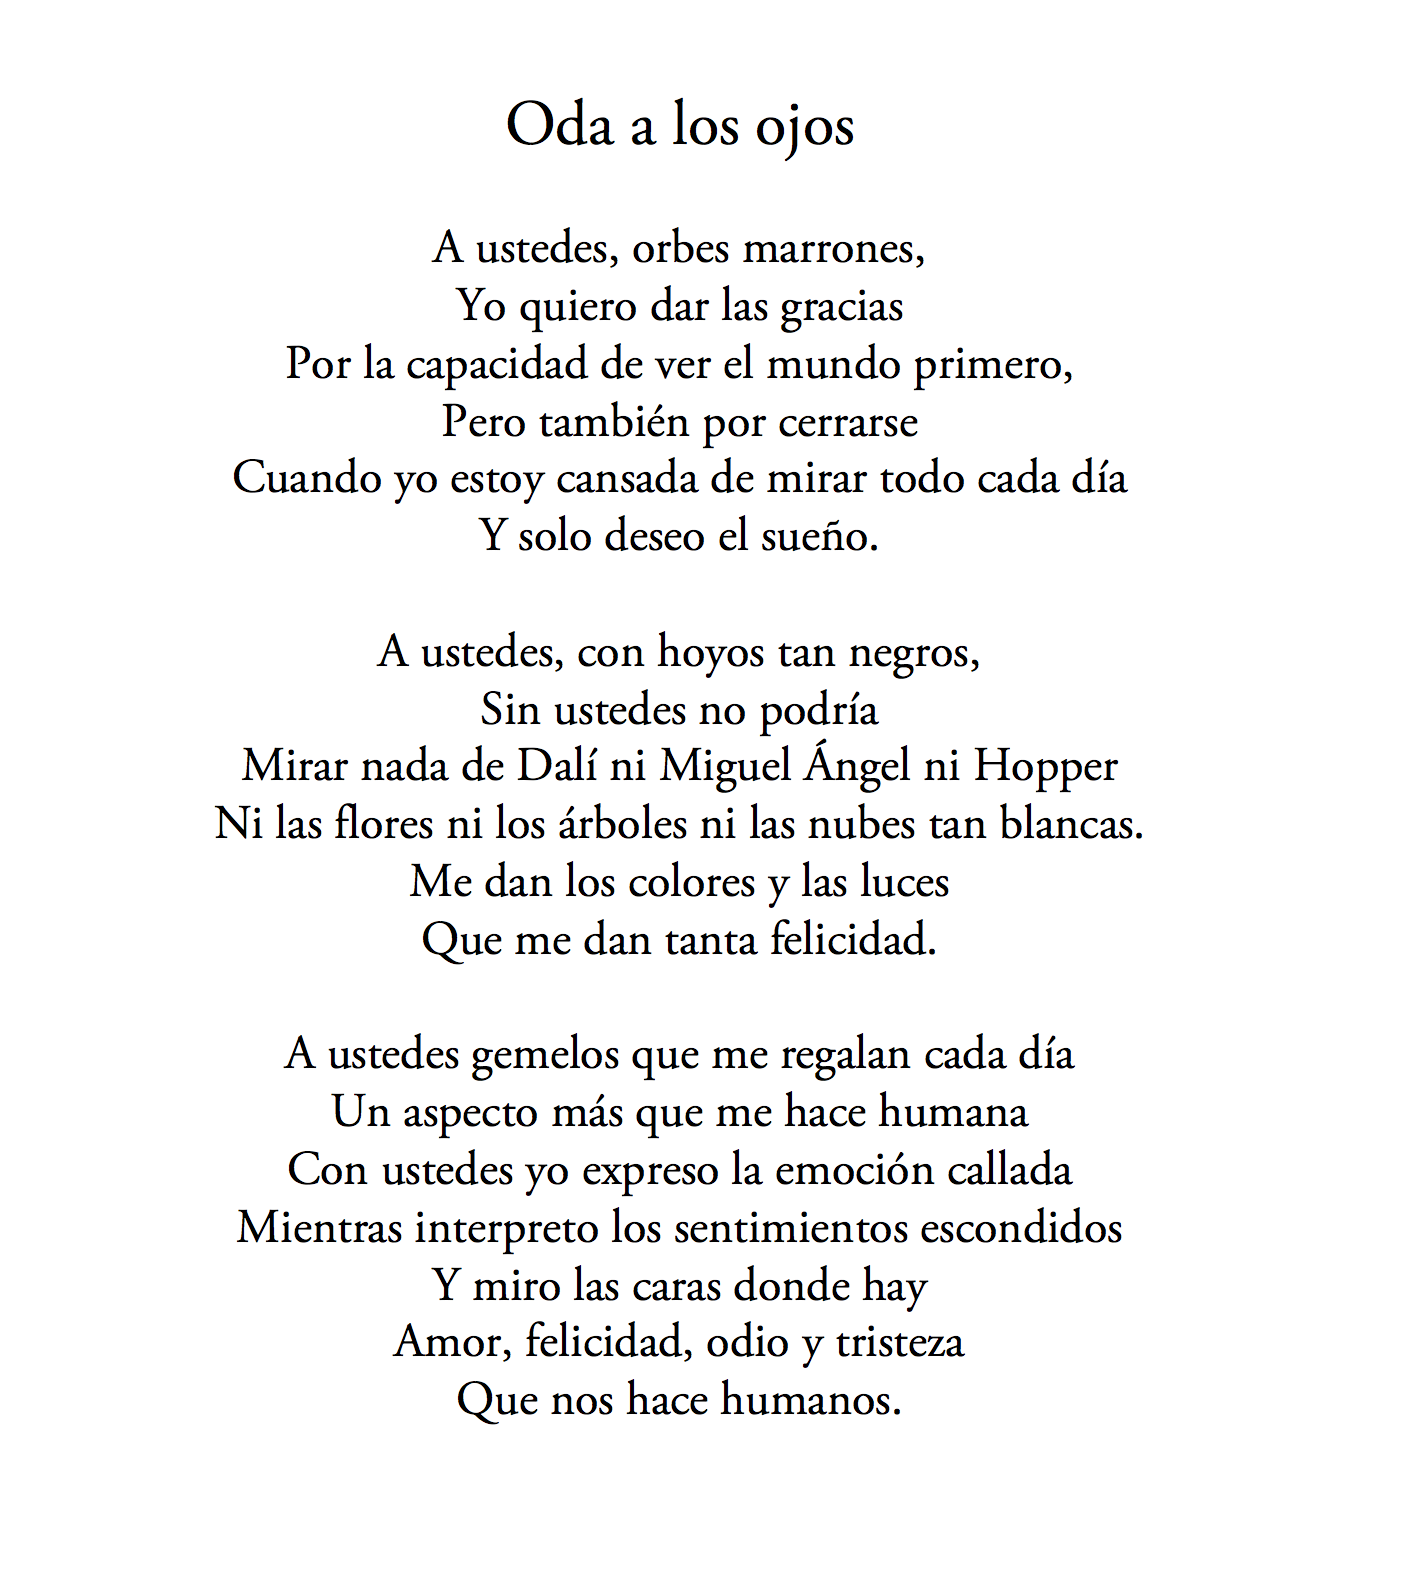 Oda a los ojos
A ustedes, orbes marrones,
Yo quiero dar las gracias
Por la capacidad de ver el mundo primero,
Pero también por cerrarse
Cuando yo estoy cansada de mirar todo cada día
Y solo deseo el sueño.
A ustedes, con hoyos tan negros,
Sin ustedes no podría
Mirar nada de Dalí ni Miguel Ángel ni Hopper
Ni las flores ni los árboles ni las nubes tan blancas.
Me dan los colores y las luces
Que me dan tanta felicidad.
A ustedes gemelos que me regalan cada día
Un aspecto más que me hace humana
Con ustedes yo expreso la emoción callada
Mientras interpreto los sentimientos escondidos
Y miro las caras donde hay
Amor, felicidad, odio y tristeza
Que nos hace humanos.